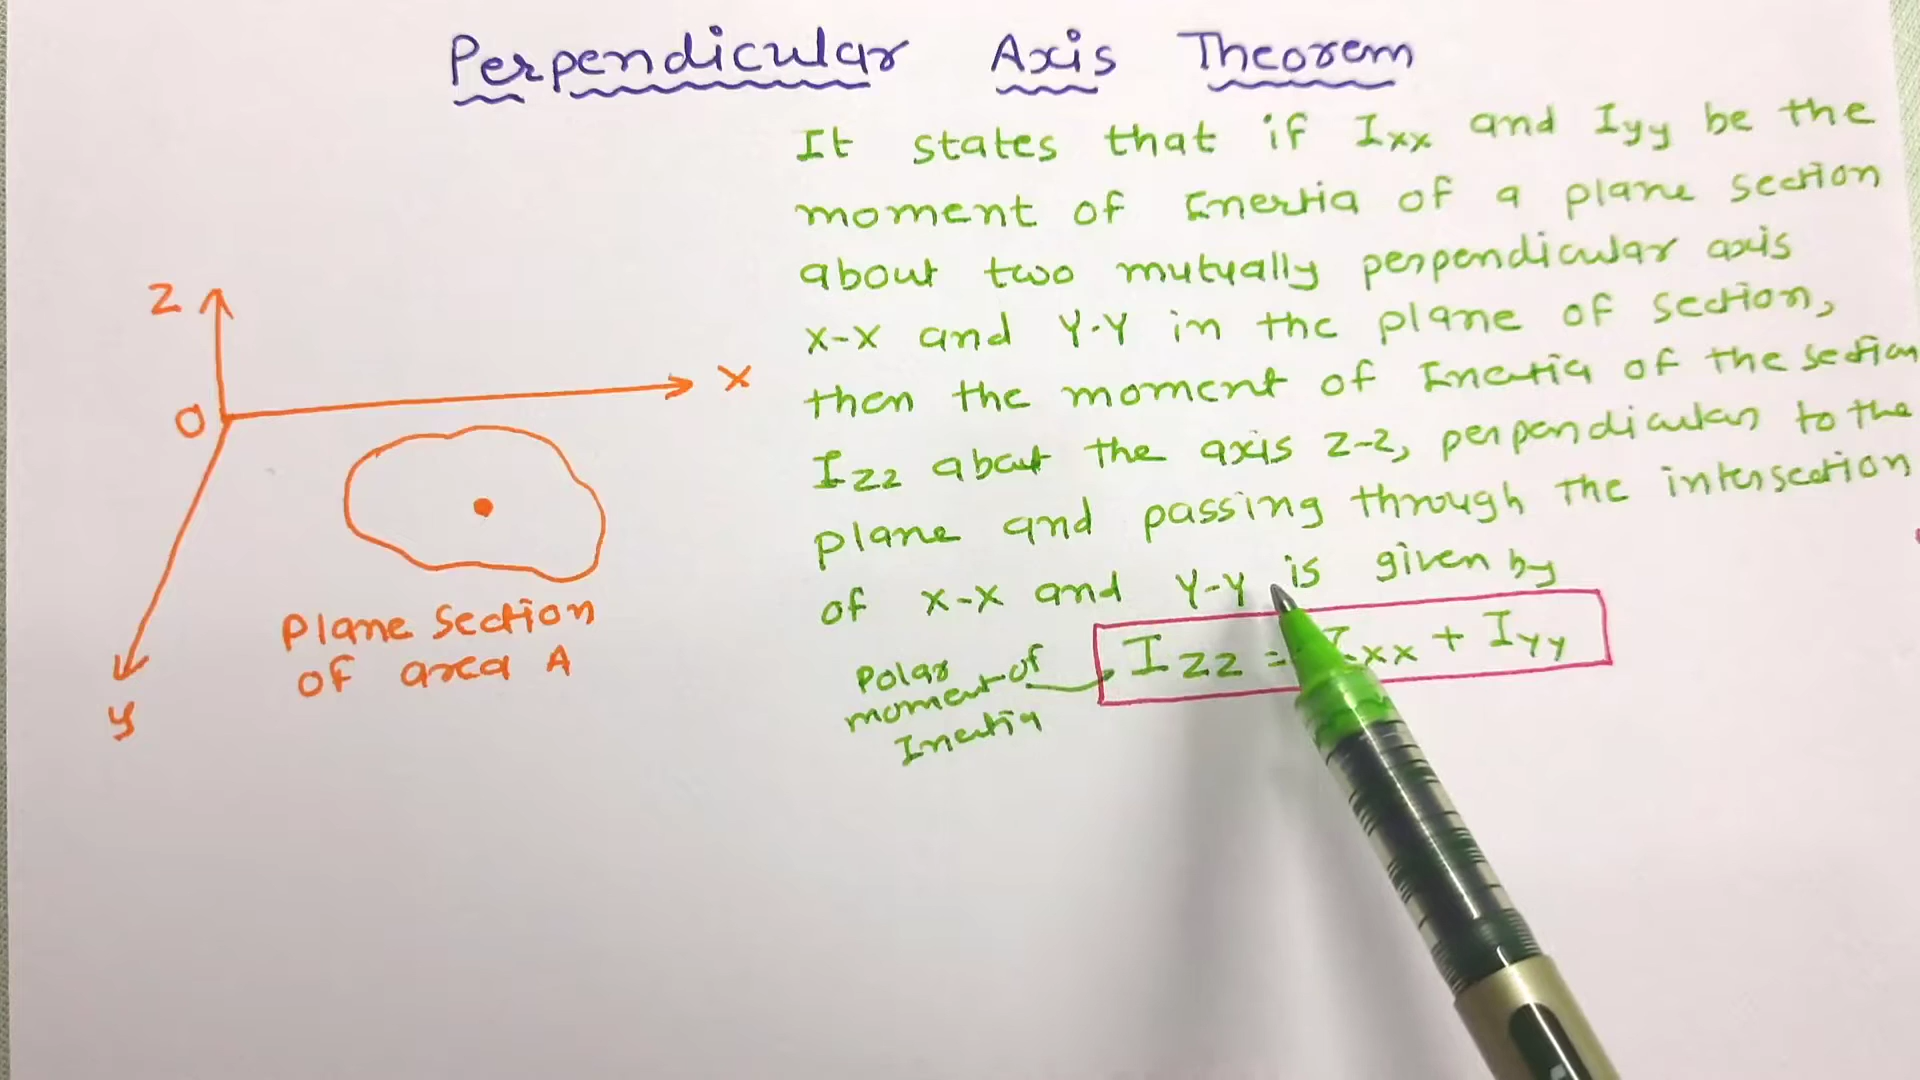 Perpendicular Axis Theorem
It states that if Ixx and Iyy be the
moment of Inertia of a plane section
about two mutually perpendicular axis
X-X and Y-Y in the plane of section,
then the moment of Inertia of the section
Izz about the axis Z-Z, perpendicular to the
plane and passing through the intersection
of X-X and Y-Y is given by
Izz = Ixx + Iyy
Polar
moment of
Inertia
Z
X
O
Y
Plane section
of area A